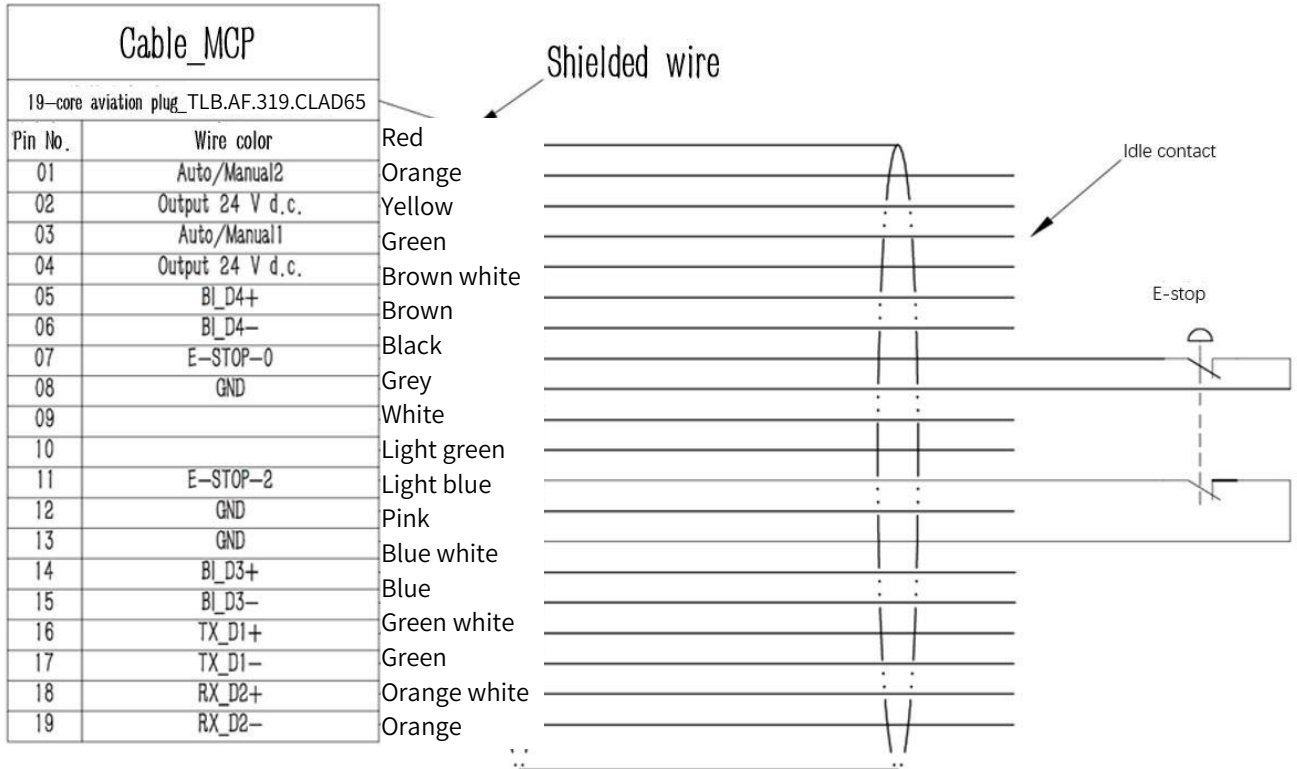 Cable_MCP
Shielded wire
19-core aviation plug_TLB.AF.319.CLAD65
Pin No. Wire color Red
Idle contact
01 Auto/Manual2 Orange
02 Output 24 V d.c. Yellow
03 Auto/Manual1 Green
04 Output 24 V d.c. Brown white
05 BI_D4+ Brown
E-stop
06 BI_D4- Black
07 E-STOP-0 Grey
08 GND White
09 Light green
10 Light blue
11 E-STOP-2 Pink
12 GND Blue white
13 GND Blue
14 BI_D3+ Green white
15 BI_D3- Green
16 TX_D1+ Orange white
17 TX_D1- Orange
18 RX_D2+
19 RX_D2-